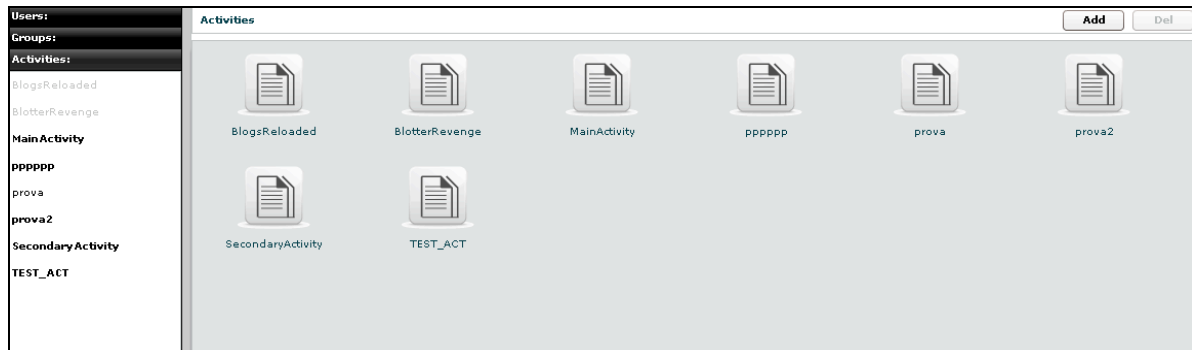 Users:
Groups:
Activities:
BlogsReloaded
BlotterRevenge
MainActivity
pppppp
prova
prova2
SecondaryActivity
TEST_ACT
Activities
Add Del
BlogsReloaded BlotterRevenge MainActivity pppppp prova prova2
SecondaryActivity TEST_ACT